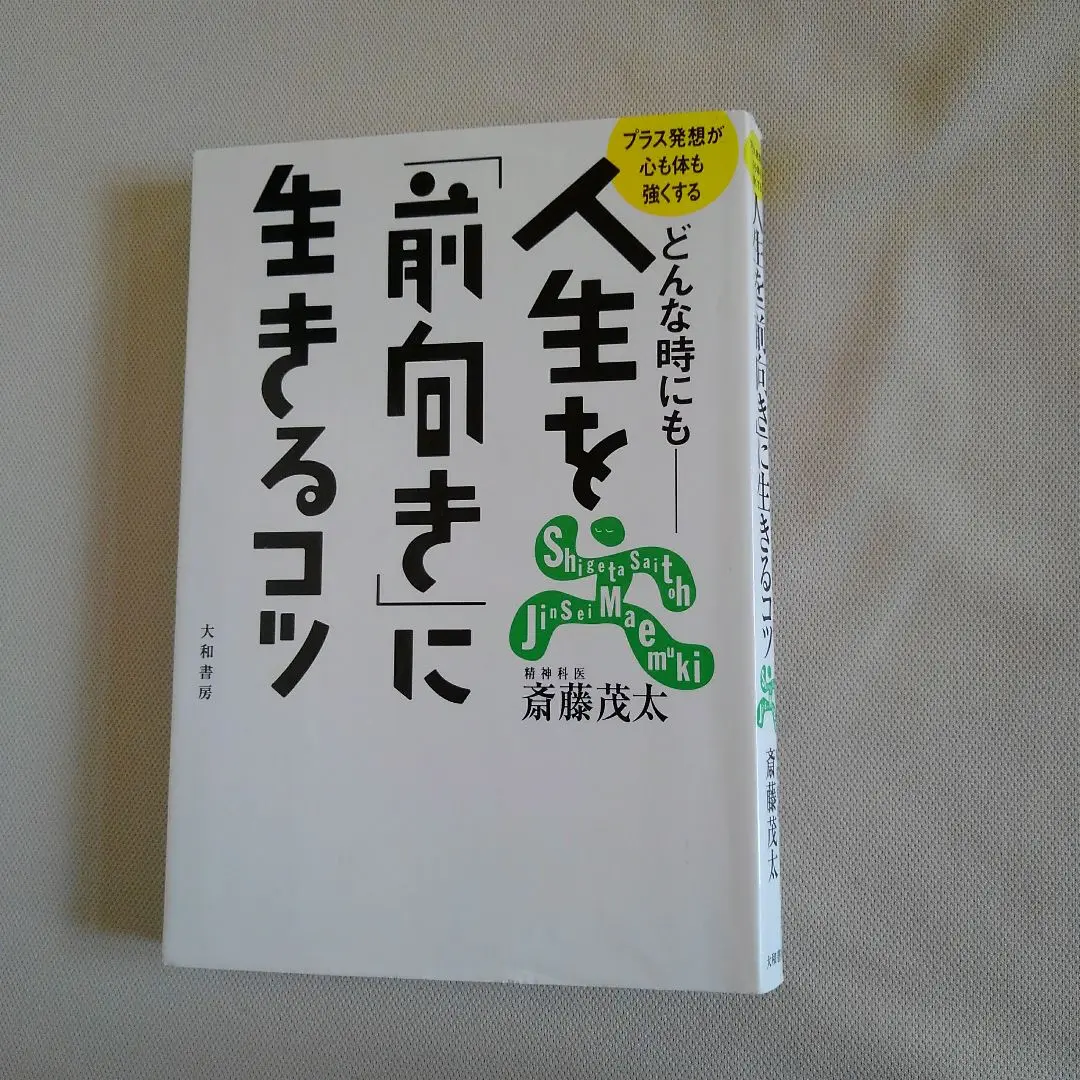 プラス発想が
心も体も
強くする
どんな時にも——
人生を
「前向き」に
生きるコツ
Shigeta Saitoh
JinSei Maemuki
精神科医
斎藤茂太
大和書房
人生を「前向き」に生きるコツ
斎藤茂太
大和書